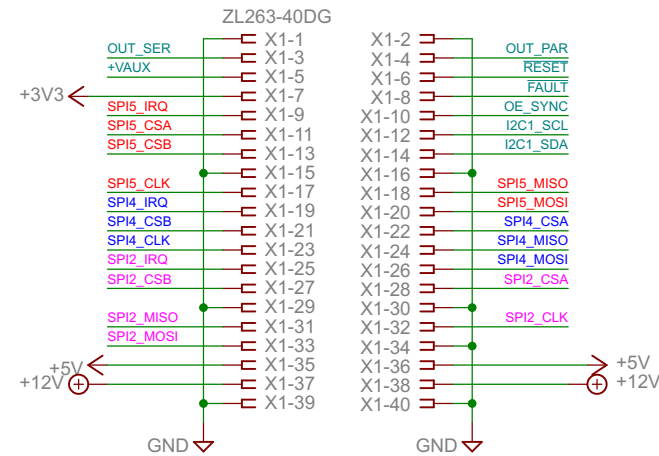 ZL263-40DG
X1-1
OUT_SER X1-3
+VAUX X1-5
+3V3 X1-7
SPI5_IRQ X1-9
SPI5_CSA X1-11
SPI5_CSB X1-13
X1-15
SPI5_CLK X1-17
SPI4_IRQ X1-19
SPI4_CSB X1-21
SPI4_CLK X1-23
SPI2_IRQ X1-25
SPI2_CSB X1-27
X1-29
SPI2_MISO X1-31
SPI2_MOSI X1-33
+5V X1-35
+12V X1-37
X1-39
GND
X1-2
X1-4 OUT_PAR
X1-6 RESET
X1-8 FAULT
X1-10 OE_SYNC
X1-12 I2C1_SCL
X1-14 I2C1_SDA
X1-16
X1-18 SPI5_MISO
X1-20 SPI5_MOSI
X1-22 SPI4_CSA
X1-24 SPI4_MISO
X1-26 SPI4_MOSI
X1-28 SPI2_CSA
X1-30
X1-32 SPI2_CLK
X1-34
X1-36 +5V
X1-38 +12V
X1-40
GND